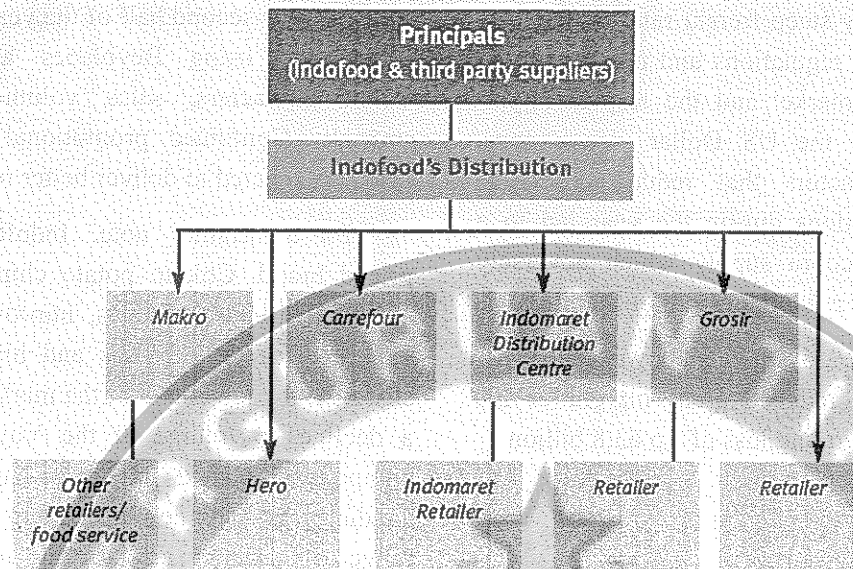 Principals
(Indofood & third party suppliers)
Indofood's Distribution
Makro
Carrefour
Indomaret
Distribution
Centre
Grosir
Other
retailers/
food service
Hero
Indomaret
Retailer
Retailer
Retailer